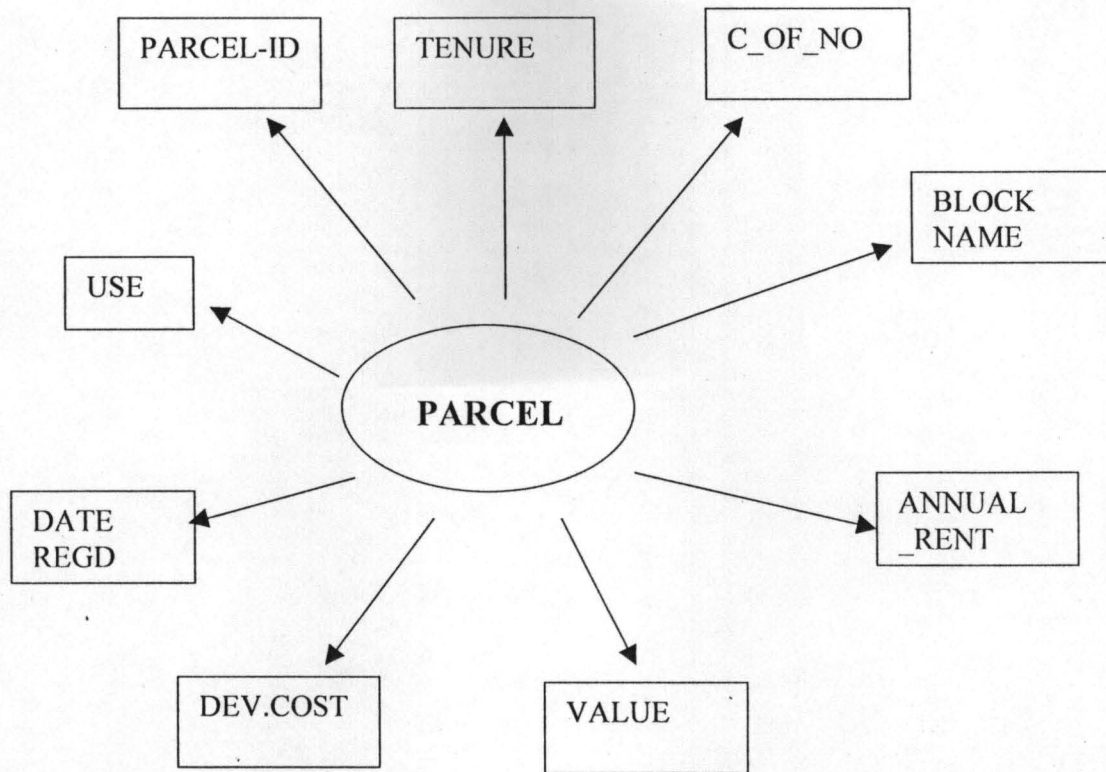 PARCEL-ID
TENURE
C_OF_NO
BLOCK
NAME
USE
PARCEL
DATE
REGD
ANNUAL
_RENT
DEV.COST
VALUE